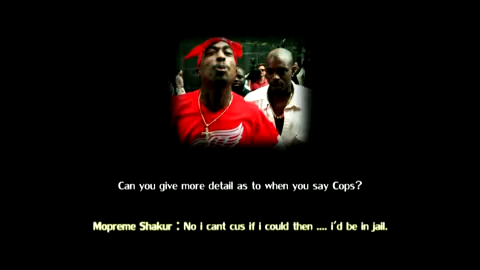 Can you give more detail as to when you say Cops?
Mopreme Shakur : No i cant cus if i could then .... i'd be in jail.